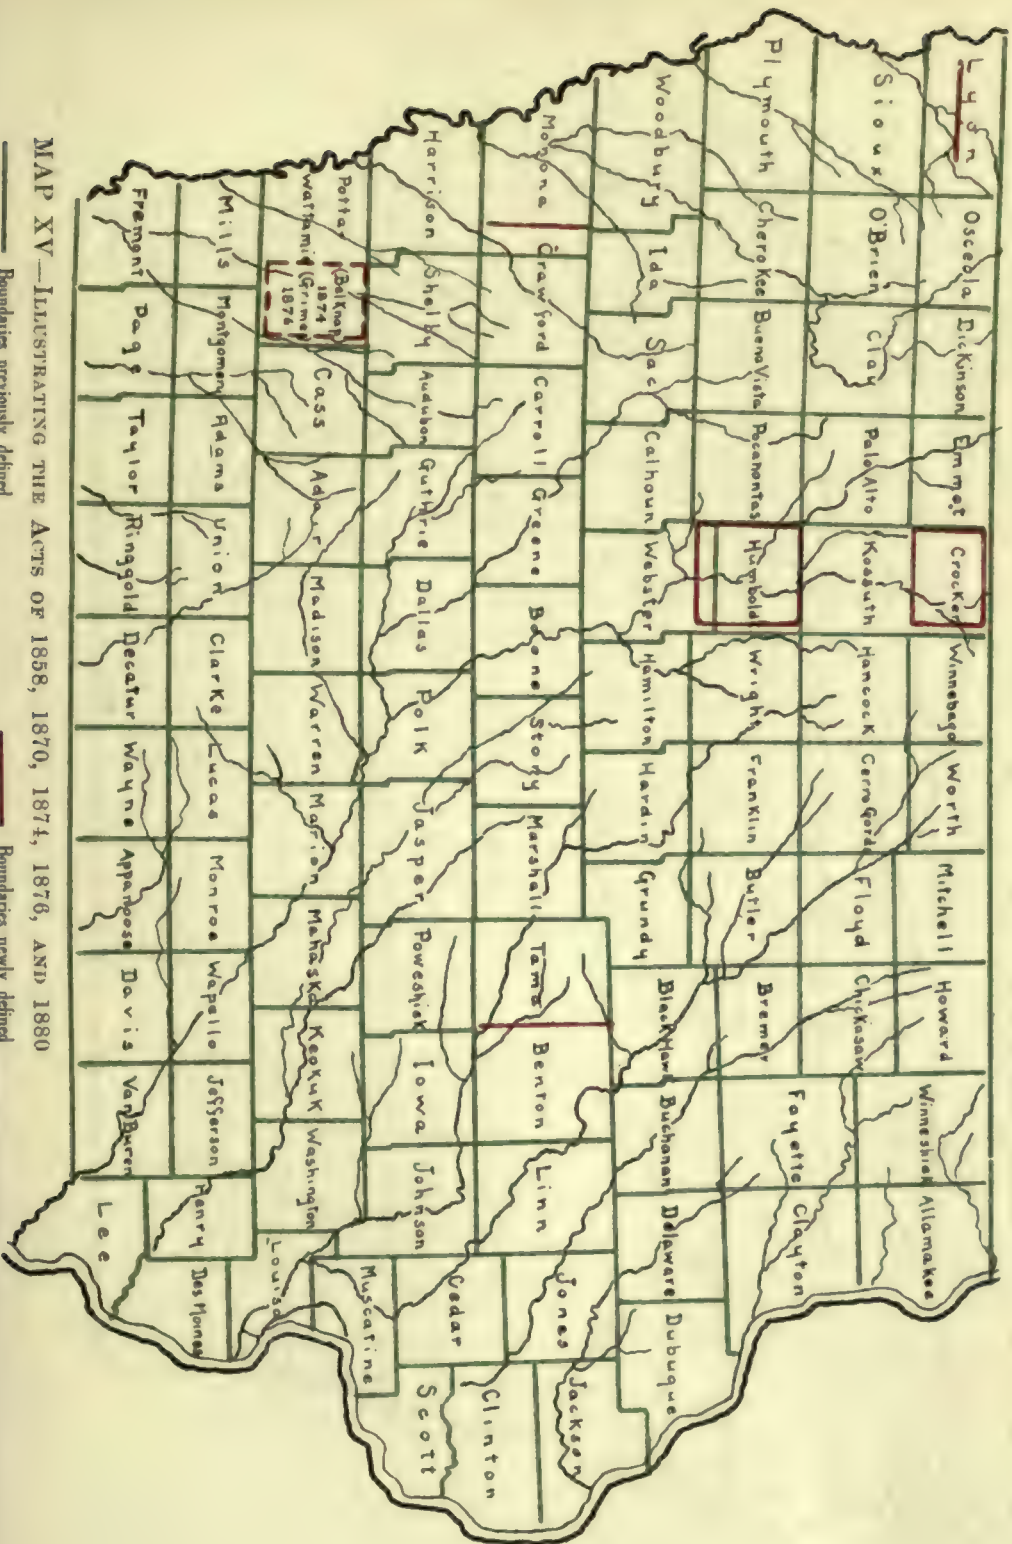 Lyon
Osceola
Dickinson
Emmet
Crocker
Winnebago
Worth
Mitchell
Howard
Winneshiek
Allamakee
Sioux
O'Brien
Clay
Palo Alto
Kossuth
Hancock
Cerro Gordo
Floyd
Chickasaw
Plymouth
Cherokee
Buena Vista
Pocahontas
Humboldt
Wright
Franklin
Butler
Bremer
Fayette
Clayton
Woodbury
Ida
Sac
Calhoun
Webster
Hamilton
Hardin
Grundy
Black Hawk
Buchanan
Delaware
Dubuque
Monona
Crawford
Carroll
Greene
Boone
Story
Marshall
Tama
Benton
Linn
Jones
Jackson
Harrison
Shelby
Audubon
Guthrie
Dallas
Polk
Jasper
Poweshiek
Iowa
Johnson
Cedar
Clinton
Scott
Muscatine
Potta
wattamie
(Belknap
1874
(Grimes
1876
Cass
Adair
Madison
Warren
Marion
Mahaska
Keokuk
Washington
Louisa
Mills
Montgomery
Adams
Union
Clarke
Lucas
Monroe
Wapello
Jefferson
Henry
Des Moines
Fremont
Page
Taylor
Ringgold
Decatur
Wayne
Appanoose
Davis
Van Buren
Lee
MAP XV—ILLUSTRATING THE ACTS OF 1858, 1870, 1874, 1876, AND 1880
Boundaries previously defined
Boundaries newly defined